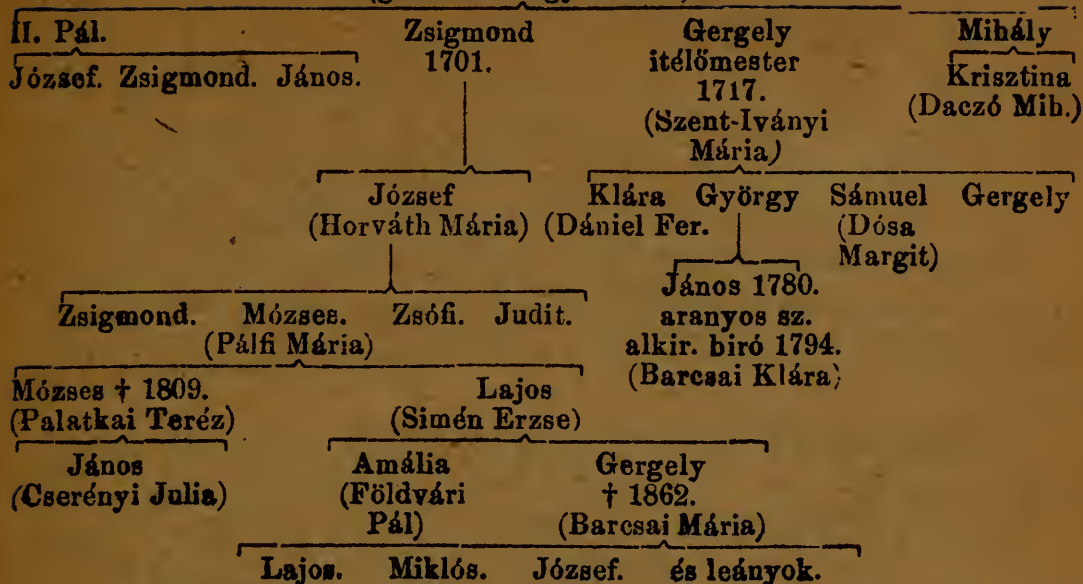 II. Pál. Zsigmond Gergely Mihály
József. Zsigmond. János. 1701. itélőmester Krisztina
1717. (Daczó Mih.)
(Szent-Iványi
Mária)
József Klára György Sámuel Gergely
(Horváth Mária) (Dániel Fer. (Dósa
Margit)
János 1780.
Zsigmond. Mózses. Zsófi. Judit. aranyos sz.
(Pálfi Mária) alkir. biró 1794.
(Barcsai Klára)
Mózses † 1809. Lajos
(Palatkai Teréz) (Simén Erzse)
János Amália Gergely
(Cserényi Julia) (Földvári † 1862.
Pál) (Barcsai Mária)
Lajos. Miklós. József. és leányok.